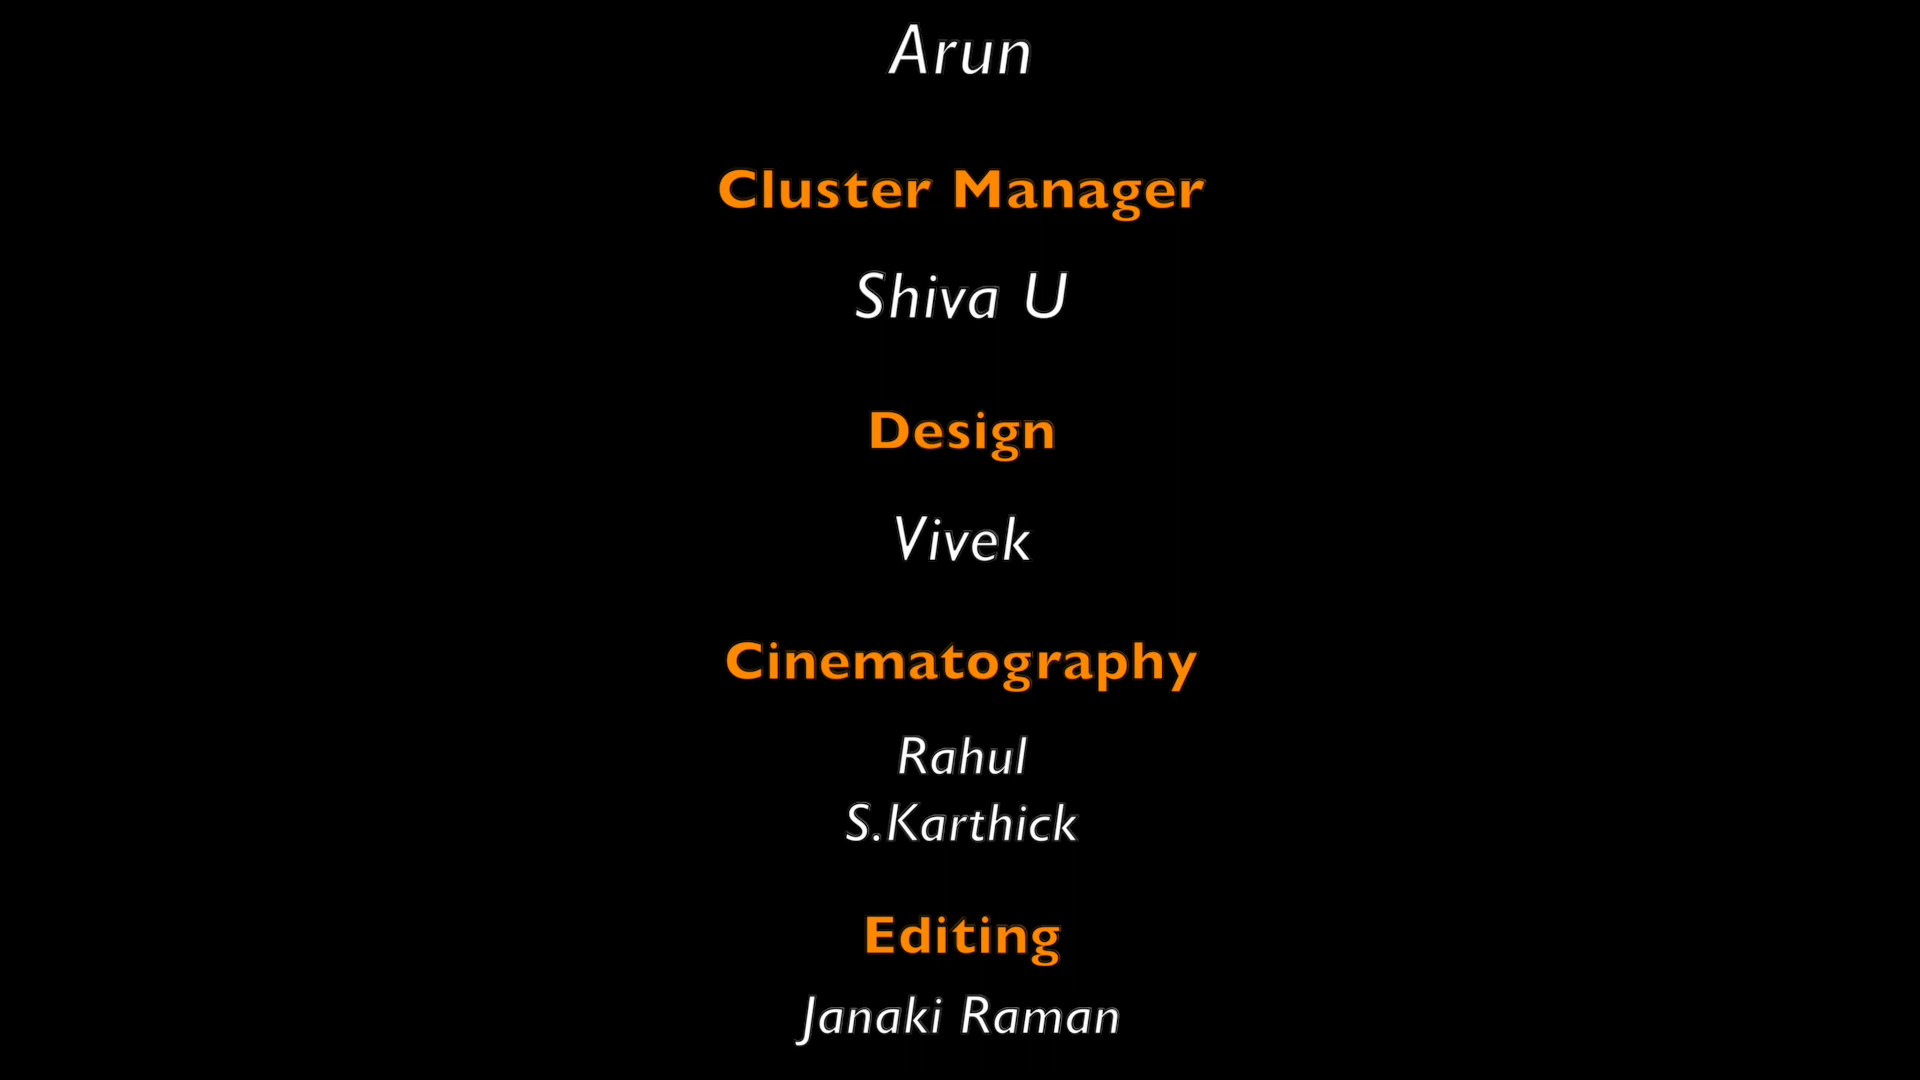 Arun
Cluster Manager
Shiva U
Design
Vivek
Cinematography
Rahul
S.Karthick
Editing
Janaki Raman